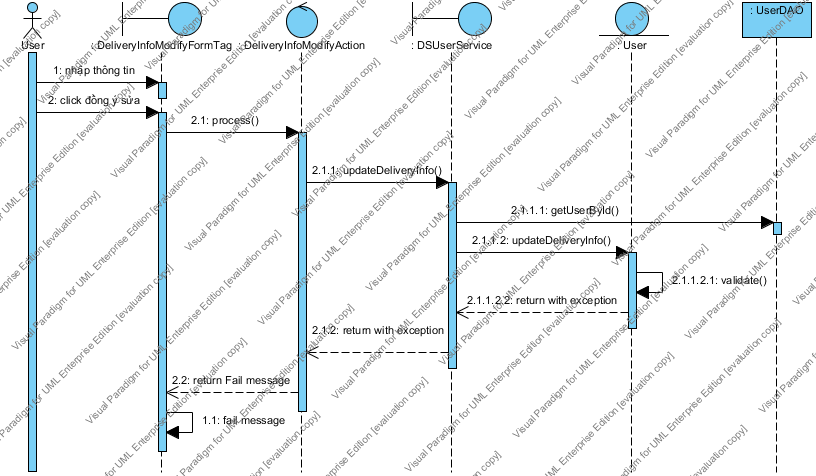 : UserDAO
User
: DeliveryInfoModifyFormTag
: DeliveryInfoModifyAction
: DSUserService
: User
1: nhập thông tin
2: click đồng ý sửa
2.1: process()
2.1.1: updateDeliveryInfo()
2.1.1.1: getUserById()
2.1.1.2: updateDeliveryInfo()
2.1.1.2.1: validate()
2.1.1.2.2: return with exception
2.1.2: return with exception
2.2: return Fail message
1.1: fail message
Visual Paradigm for UML Enterprise Edition [evaluation copy]